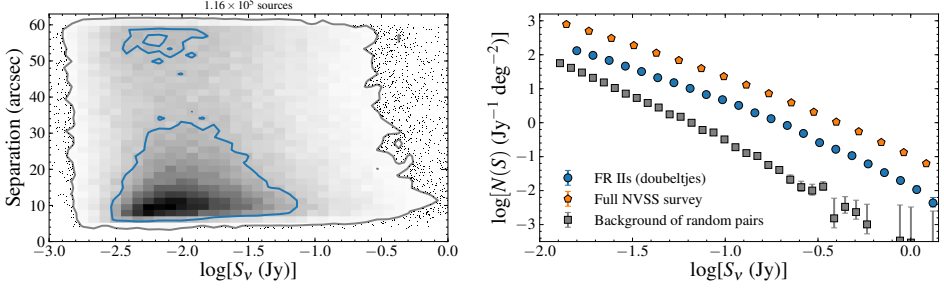 1.16 × 10⁵ sources
Separation (arcsec)
60
50
40
30
20
10
0
−3.0 −2.5 −2.0 −1.5 −1.0 −0.5 0.0
log[Sν (Jy)]
log[N(S) (Jy⁻¹ deg⁻²)]
3
2
1
0
−1
−2
−3
FR IIs (doubeltjes)
Full NVSS survey
Background of random pairs
−2.0 −1.5 −1.0 −0.5 0.0
log[Sν (Jy)]